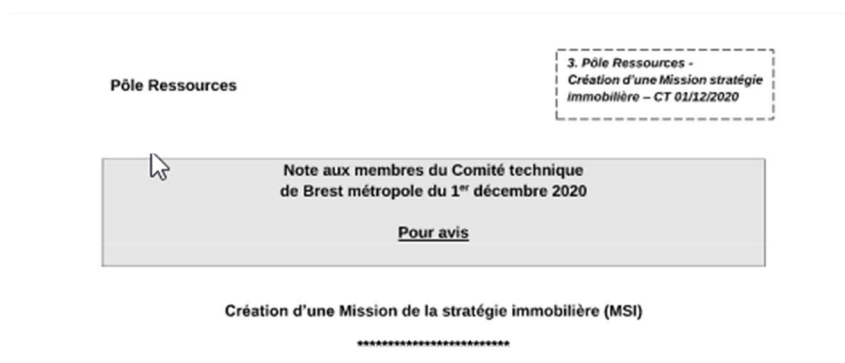 Pôle Ressources
3. Pôle Ressources -
Création d'une Mission stratégie
immobilière – CT 01/12/2020
Note aux membres du Comité technique
de Brest métropole du 1er décembre 2020
Pour avis
Création d'une Mission de la stratégie immobilière (MSI)
*************************